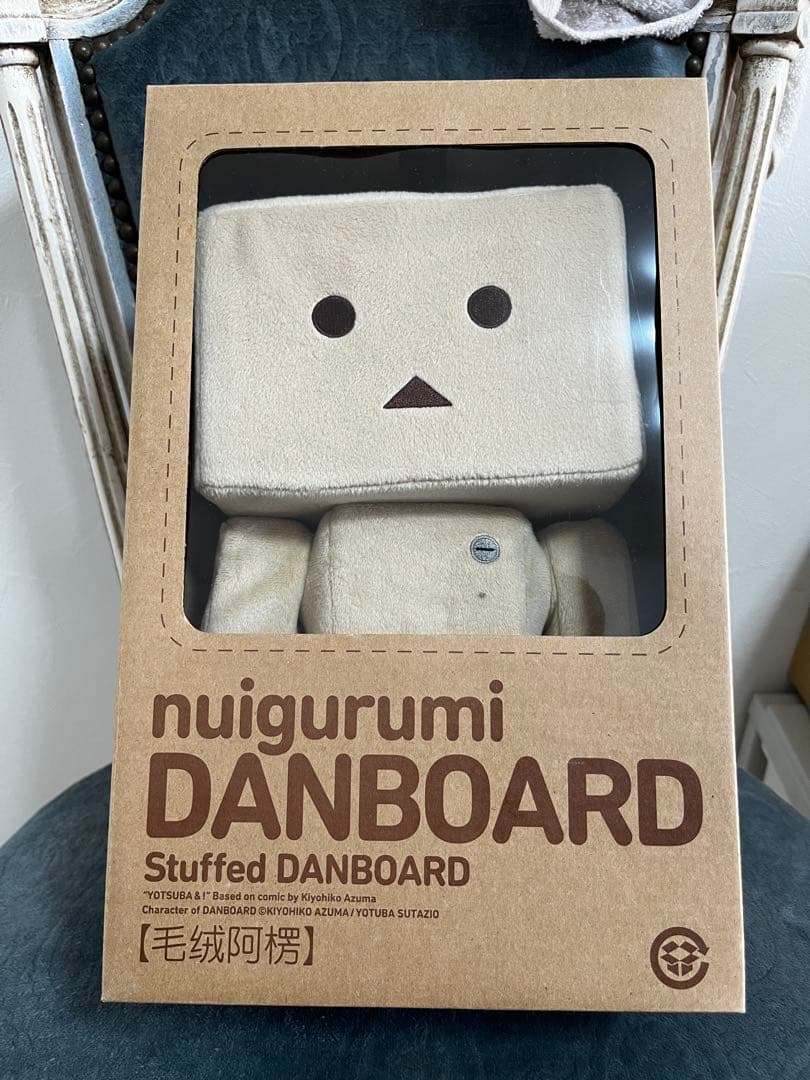 nuigurumi
DANBOARD
Stuffed DANBOARD
"YOTSUBA & !" Based on comic by Kiyohiko Azuma
Character of DANBOARD ©KIYOHIKO AZUMA / YOTUBA SUTAZIO
【毛绒阿楞】